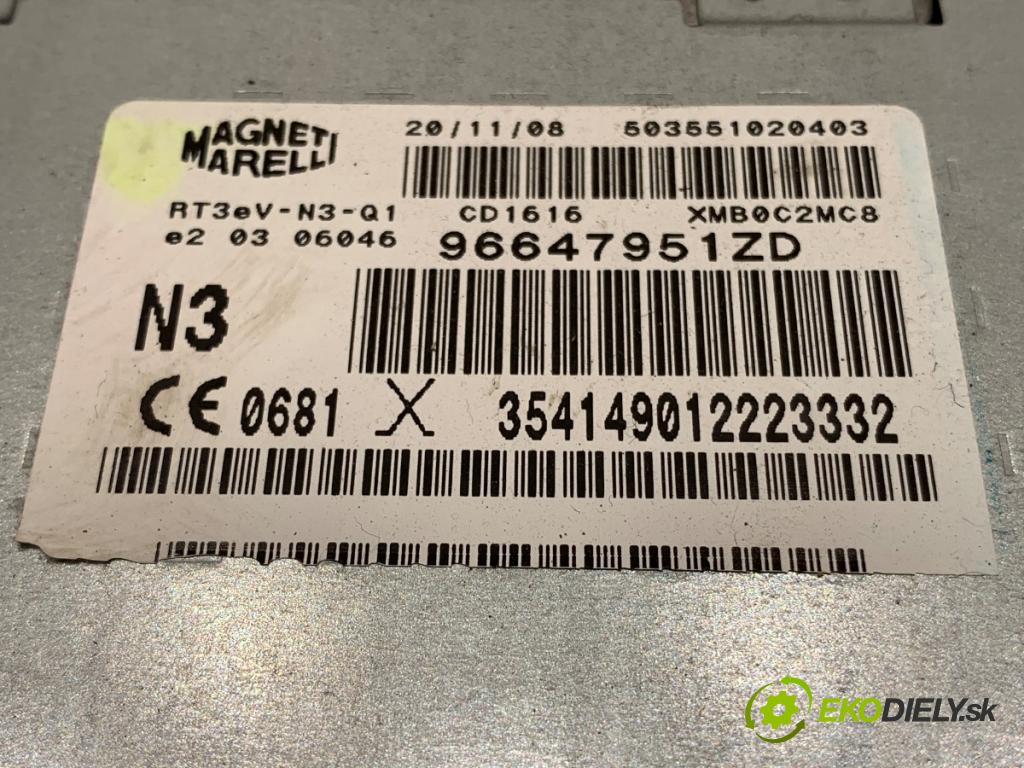 MAGNETI
MARELLI
20/11/08 503551020403
RT3eV-N3-Q1 CD1616 XMB0C2MC8
e2 03 06046 96647951ZD
N3
CE 0681 X 354149012223332
EKODIELY.sk